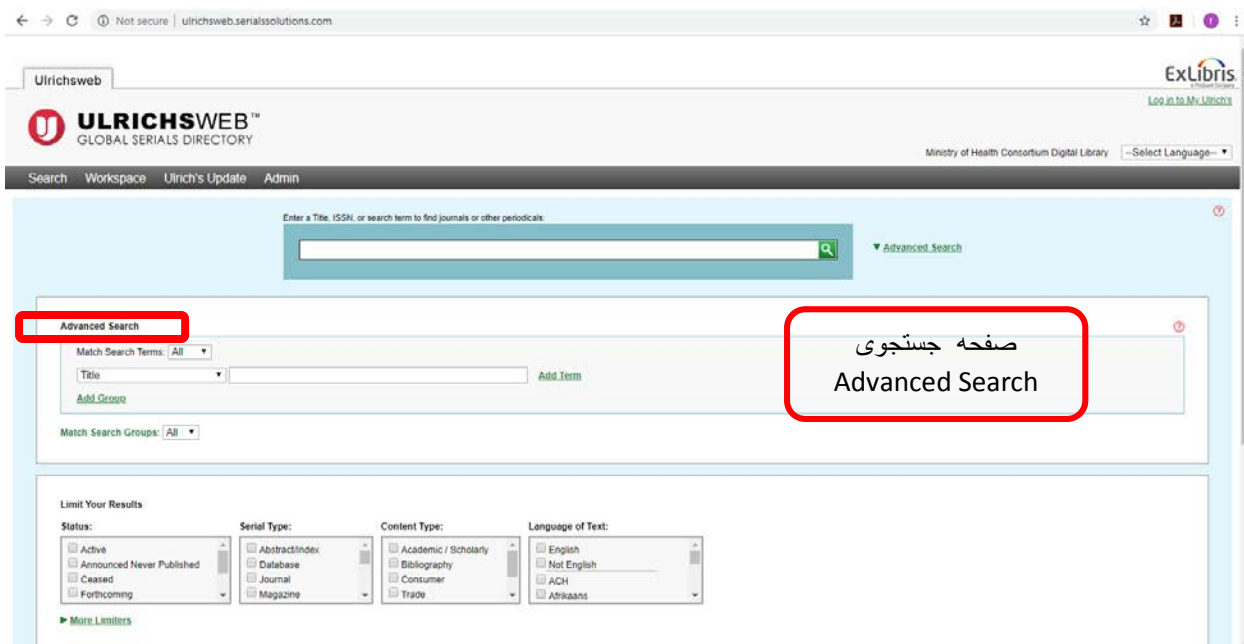 Not secure | ulrichsweb.serialssolutions.com
Ulrichsweb
ExLibris
a ProQuest Company
Log in to My Ulrich's
ULRICHSWEB™
GLOBAL SERIALS DIRECTORY
Ministry of Health Consortium Digital Library --Select Language--
Search Workspace Ulrich's Update Admin
Enter a Title, ISSN, or search term to find journals or other periodicals:
Advanced Search
Advanced Search
صفحه جستجوی
Advanced Search
Match Search Terms: All
Title Add Term
Add Group
Match Search Groups: All
Limit Your Results
Status: Serial Type: Content Type: Language of Text:
Active Abstract/Index Academic / Scholarly English
Announced Never Published Database Bibliography Not English
Ceased Journal Consumer ACH
Forthcoming Magazine Trade Afrikaans
More Limiters